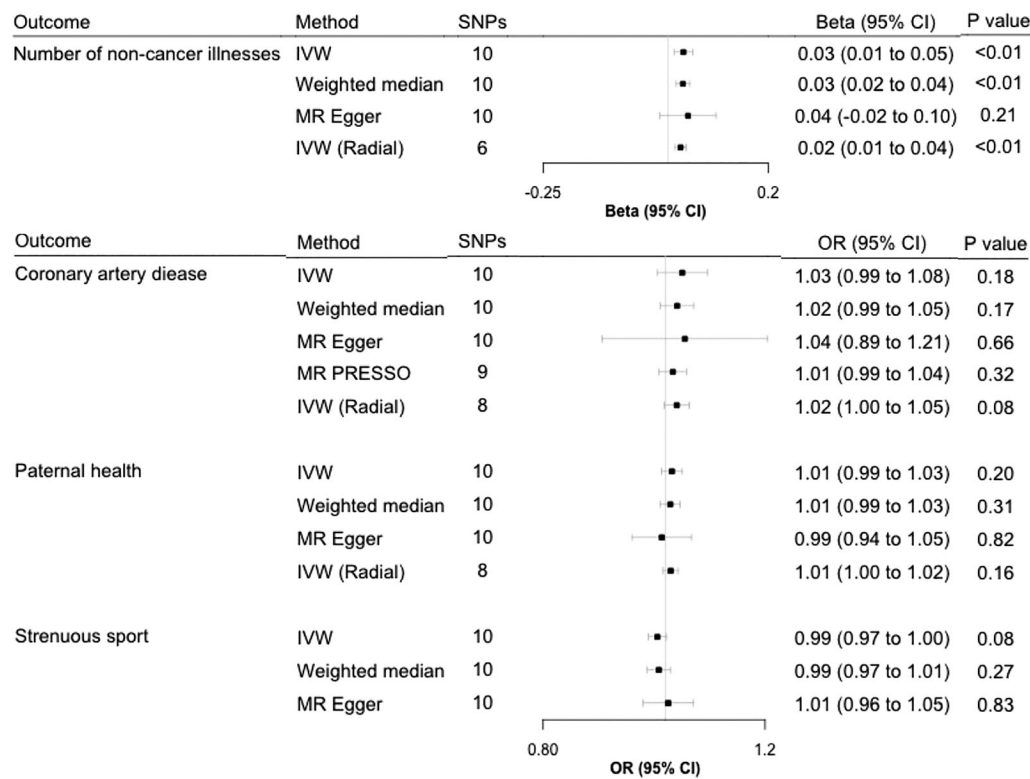 Outcome Method SNPs Beta (95% CI) P value
Number of non-cancer illnesses IVW 10 0.03 (0.01 to 0.05) <0.01
Weighted median 10 0.03 (0.02 to 0.04) <0.01
MR Egger 10 0.04 (-0.02 to 0.10) 0.21
IVW (Radial) 6 0.02 (0.01 to 0.04) <0.01
-0.25 0.2
Beta (95% CI)
Outcome Method SNPs OR (95% CI) P value
Coronary artery disease IVW 10 1.03 (0.99 to 1.08) 0.18
Weighted median 10 1.02 (0.99 to 1.05) 0.17
MR Egger 10 1.04 (0.89 to 1.21) 0.66
MR PRESSO 9 1.01 (0.99 to 1.04) 0.32
IVW (Radial) 8 1.02 (1.00 to 1.05) 0.08
Paternal health IVW 10 1.01 (0.99 to 1.03) 0.20
Weighted median 10 1.01 (0.99 to 1.03) 0.31
MR Egger 10 0.99 (0.94 to 1.05) 0.82
IVW (Radial) 8 1.01 (1.00 to 1.02) 0.16
Strenuous sport IVW 10 0.99 (0.97 to 1.00) 0.08
Weighted median 10 0.99 (0.97 to 1.01) 0.27
MR Egger 10 1.01 (0.96 to 1.05) 0.83
0.80 1.2
OR (95% CI)